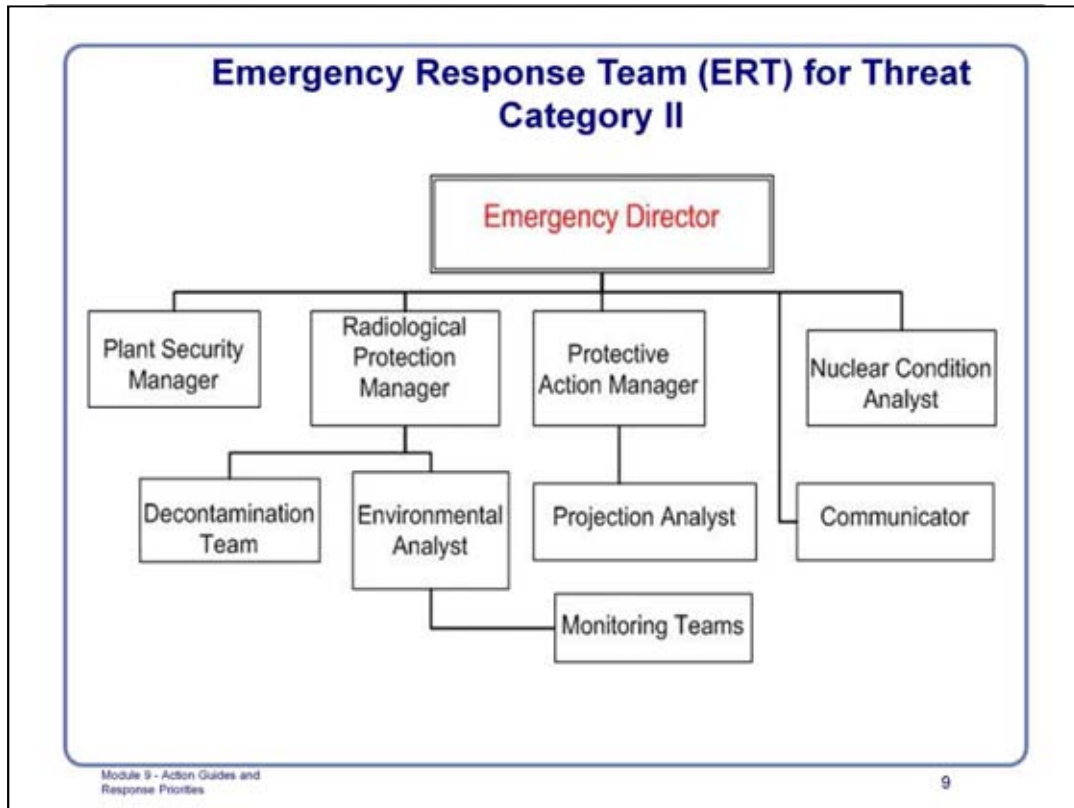 Emergency Response Team (ERT) for Threat
Category II
Emergency Director
Plant Security
Manager
Radiological
Protection
Manager
Protective
Action Manager
Nuclear Condition
Analyst
Decontamination
Team
Environmental
Analyst
Projection Analyst
Communicator
Monitoring Teams
Module 9 - Action Guides and
Response Priorities
9